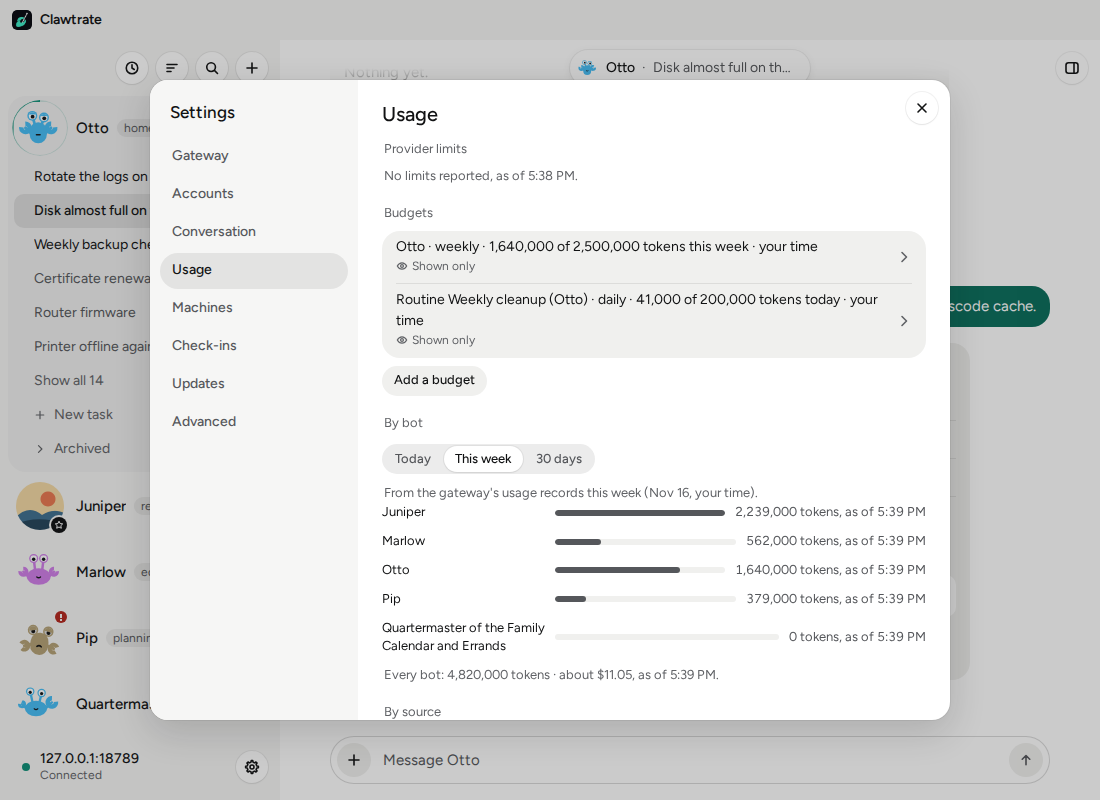 Clawtrate
Nothing yet.
Otto · Disk almost full on th…
Otto
Rotate the logs on
Disk almost full on
Weekly backup
Certificate
Router firmware
Printer offline again
Show all 14
New task
Archived
Juniper
Marlow
Pip
127.0.0.1:18789
Connected
Settings
Gateway
Accounts
Conversation
Usage
Machines
Check-ins
Updates
Advanced
Usage
Provider limits
No limits reported, as of 5:38 PM.
Budgets
Otto · weekly · 1,640,000 of 2,500,000 tokens this week · your time
Shown only
Routine Weekly cleanup (Otto) · daily · 41,000 of 200,000 tokens today · your
time
Shown only
Add a budget
By bot
Today This week 30 days
From the gateway's usage records this week (Nov 16, your time).
Juniper 2,239,000 tokens, as of 5:39 PM
Marlow 562,000 tokens, as of 5:39 PM
Otto 1,640,000 tokens, as of 5:39 PM
Pip 379,000 tokens, as of 5:39 PM
Quartermaster of the Family
Calendar and Errands 0 tokens, as of 5:39 PM
Every bot: 4,820,000 tokens · about $11.05, as of 5:39 PM.
By source
cache.
Message Otto